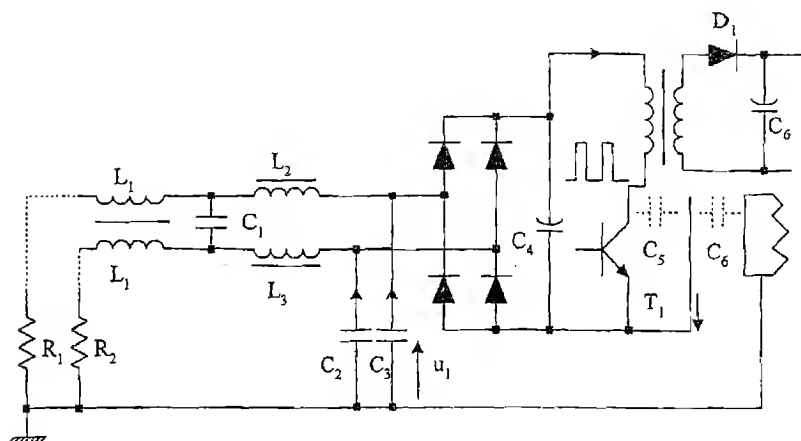 D₁
C₆
L₁
L₂
C₁
C₄
C₅
C₆
L₁
L₃
T₁
R₁
R₂
C₂
C₃
u₁